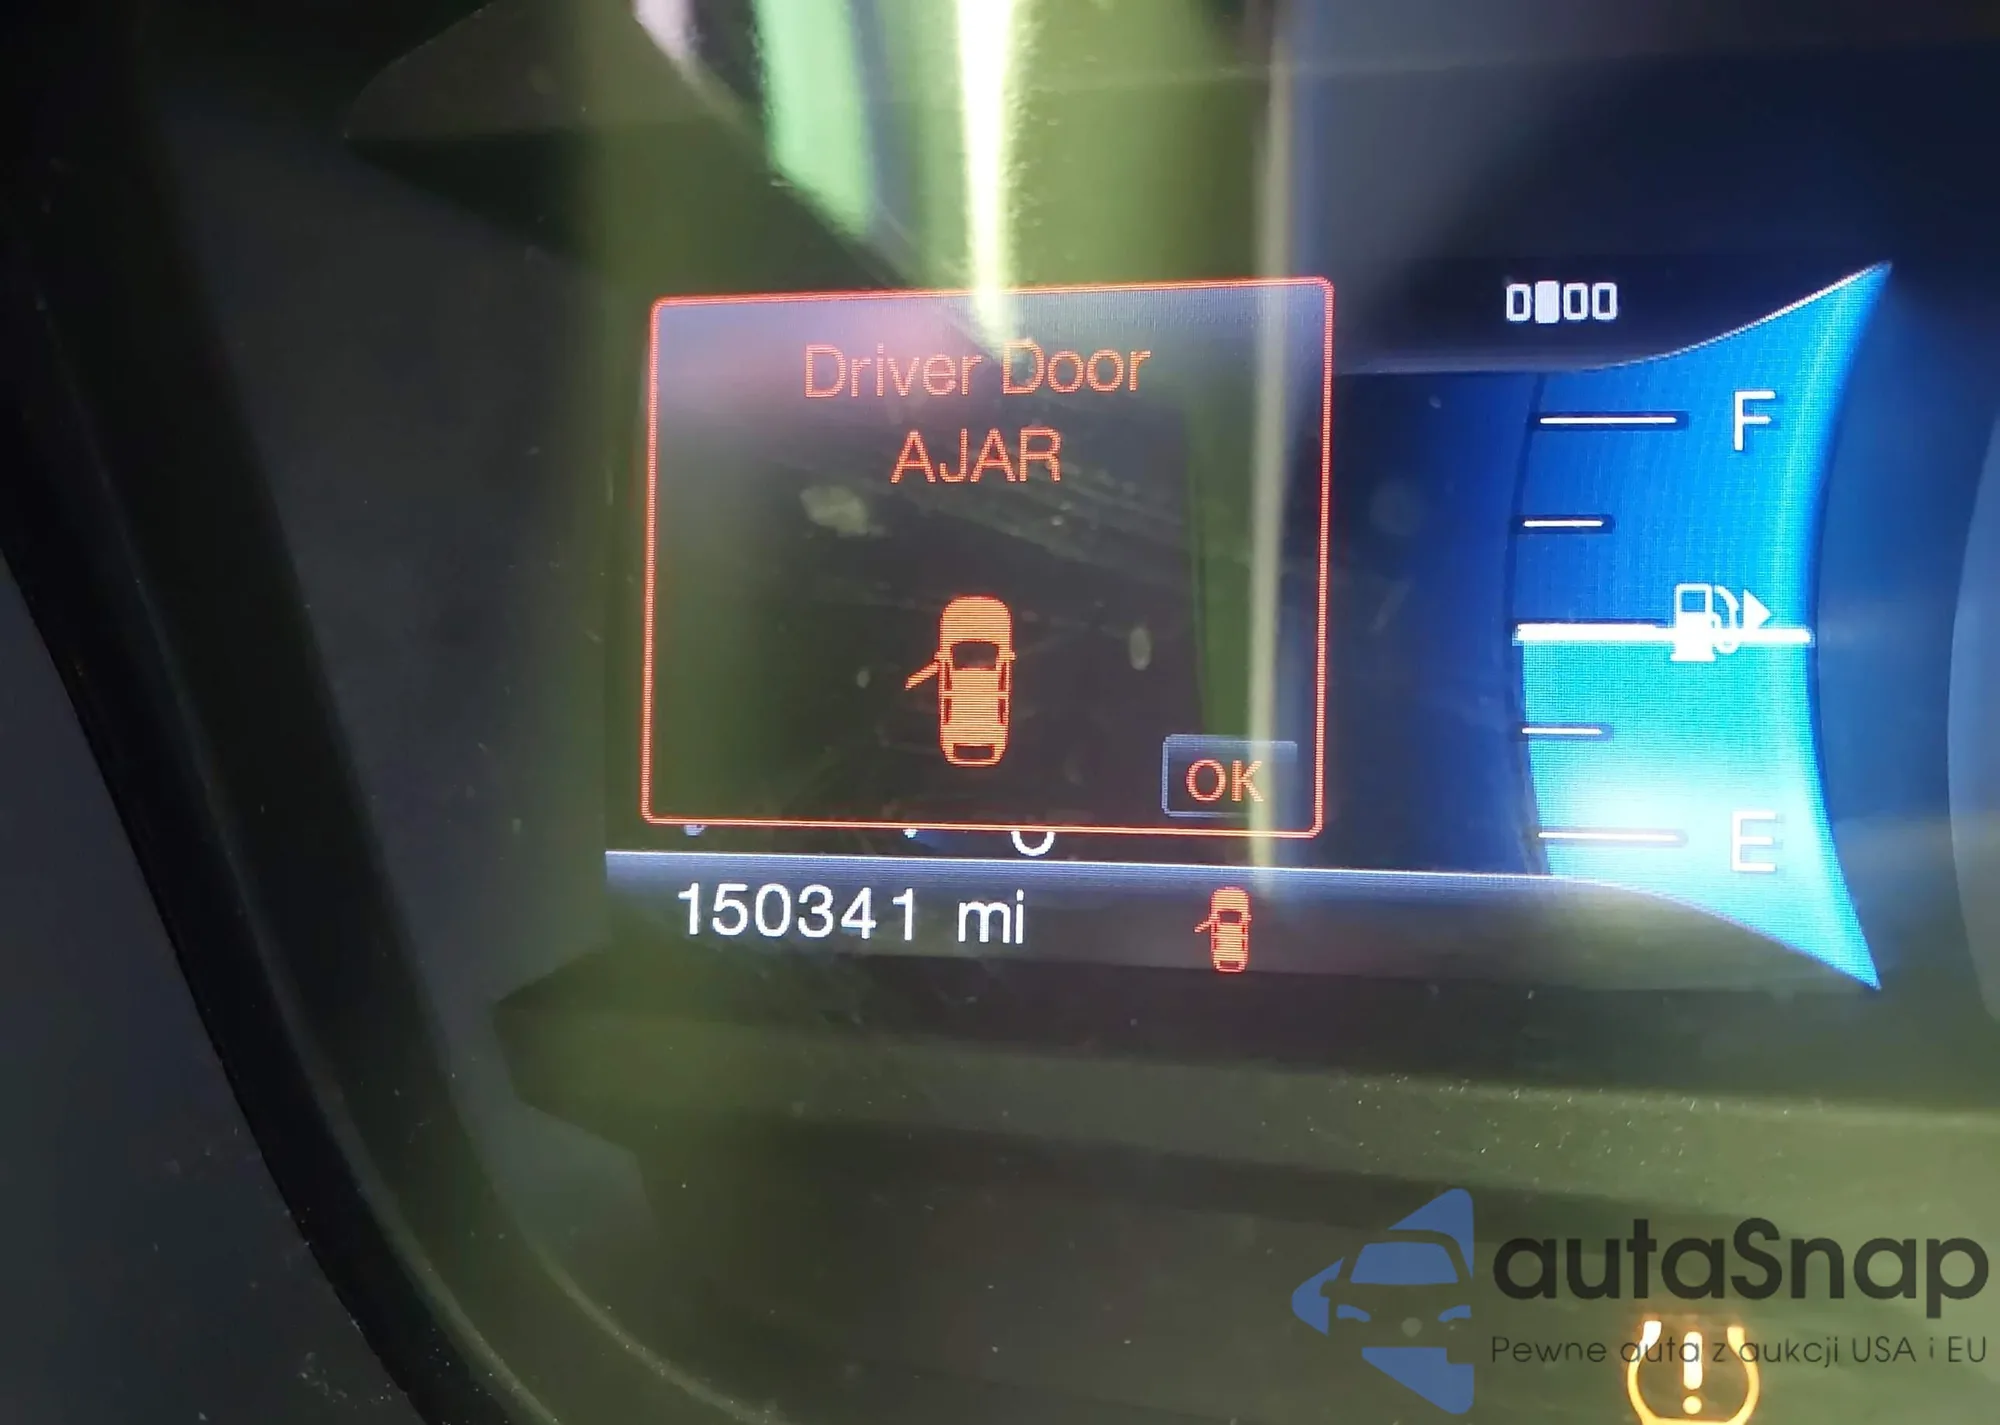 Driver Door
AJAR
OK
F
E
150341 mi
autaSnap
Pewne auta z aukcji USA i EU